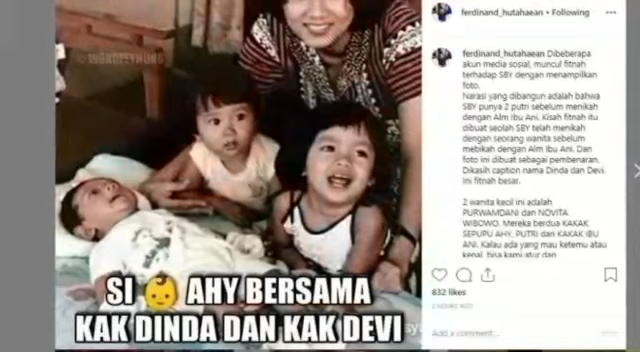 ferdinand_hutahaean • Following
ferdinand_hutahaean Dibeberapa
akun media sosial, muncul fitnah
terhadap SBY dengan menampilkan
foto.
Narasi yang dibangun adalah bahwa
SBY punya 2 putri sebelum menikah
dengan Alm Ibu Ani. Kisah fitnah itu
dibuat seolah SBY telah menikah
dengan seorang wanita sebelum
mebikah dengan Alm Ibu Ani. Dan
foto ini dibuat sebagai pembenaran.
Dikasih caption nama Dinda dan Devi.
Ini fitnah besar.
2 wanita kecil ini adalah
PURWAMDANI dan NOVITA
WIBOWO. Mereka berdua KAKAK
SEPUPU AHY, PUTRI dari KAKAK IBU
ANI. Kalau ada yang mau ketemu atau
kenal, bisa kami atur dan
832 likes
2 HOURS AGO
Add a comment...
SI 👶 AHY BERSAMA
KAK DINDA DAN KAK DEVI